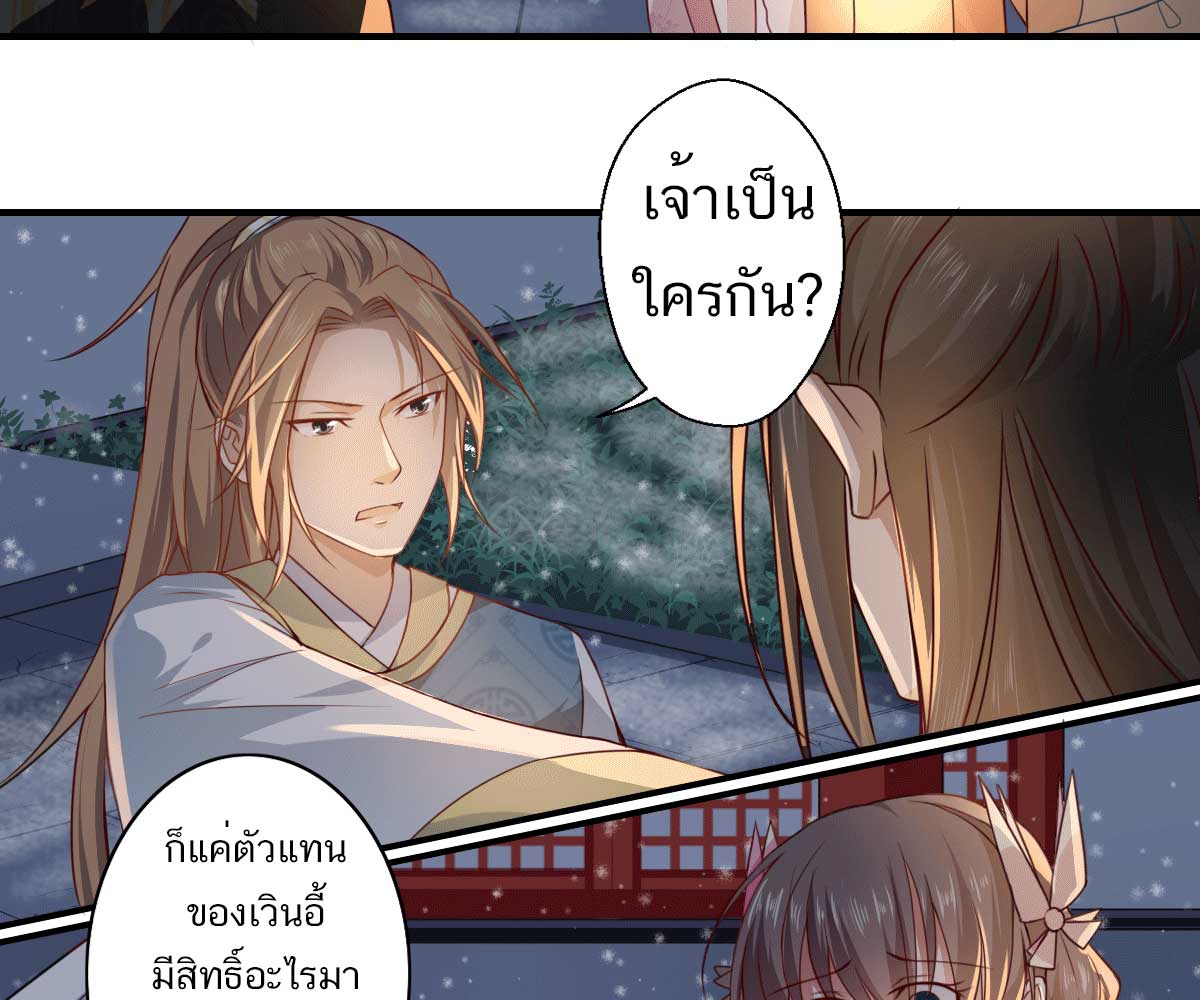 เจ้าเป็น
ใครกัน?
ก็แค่ตัวแทน
ของเวินอี้
มีสิทธิ์อะไรมา